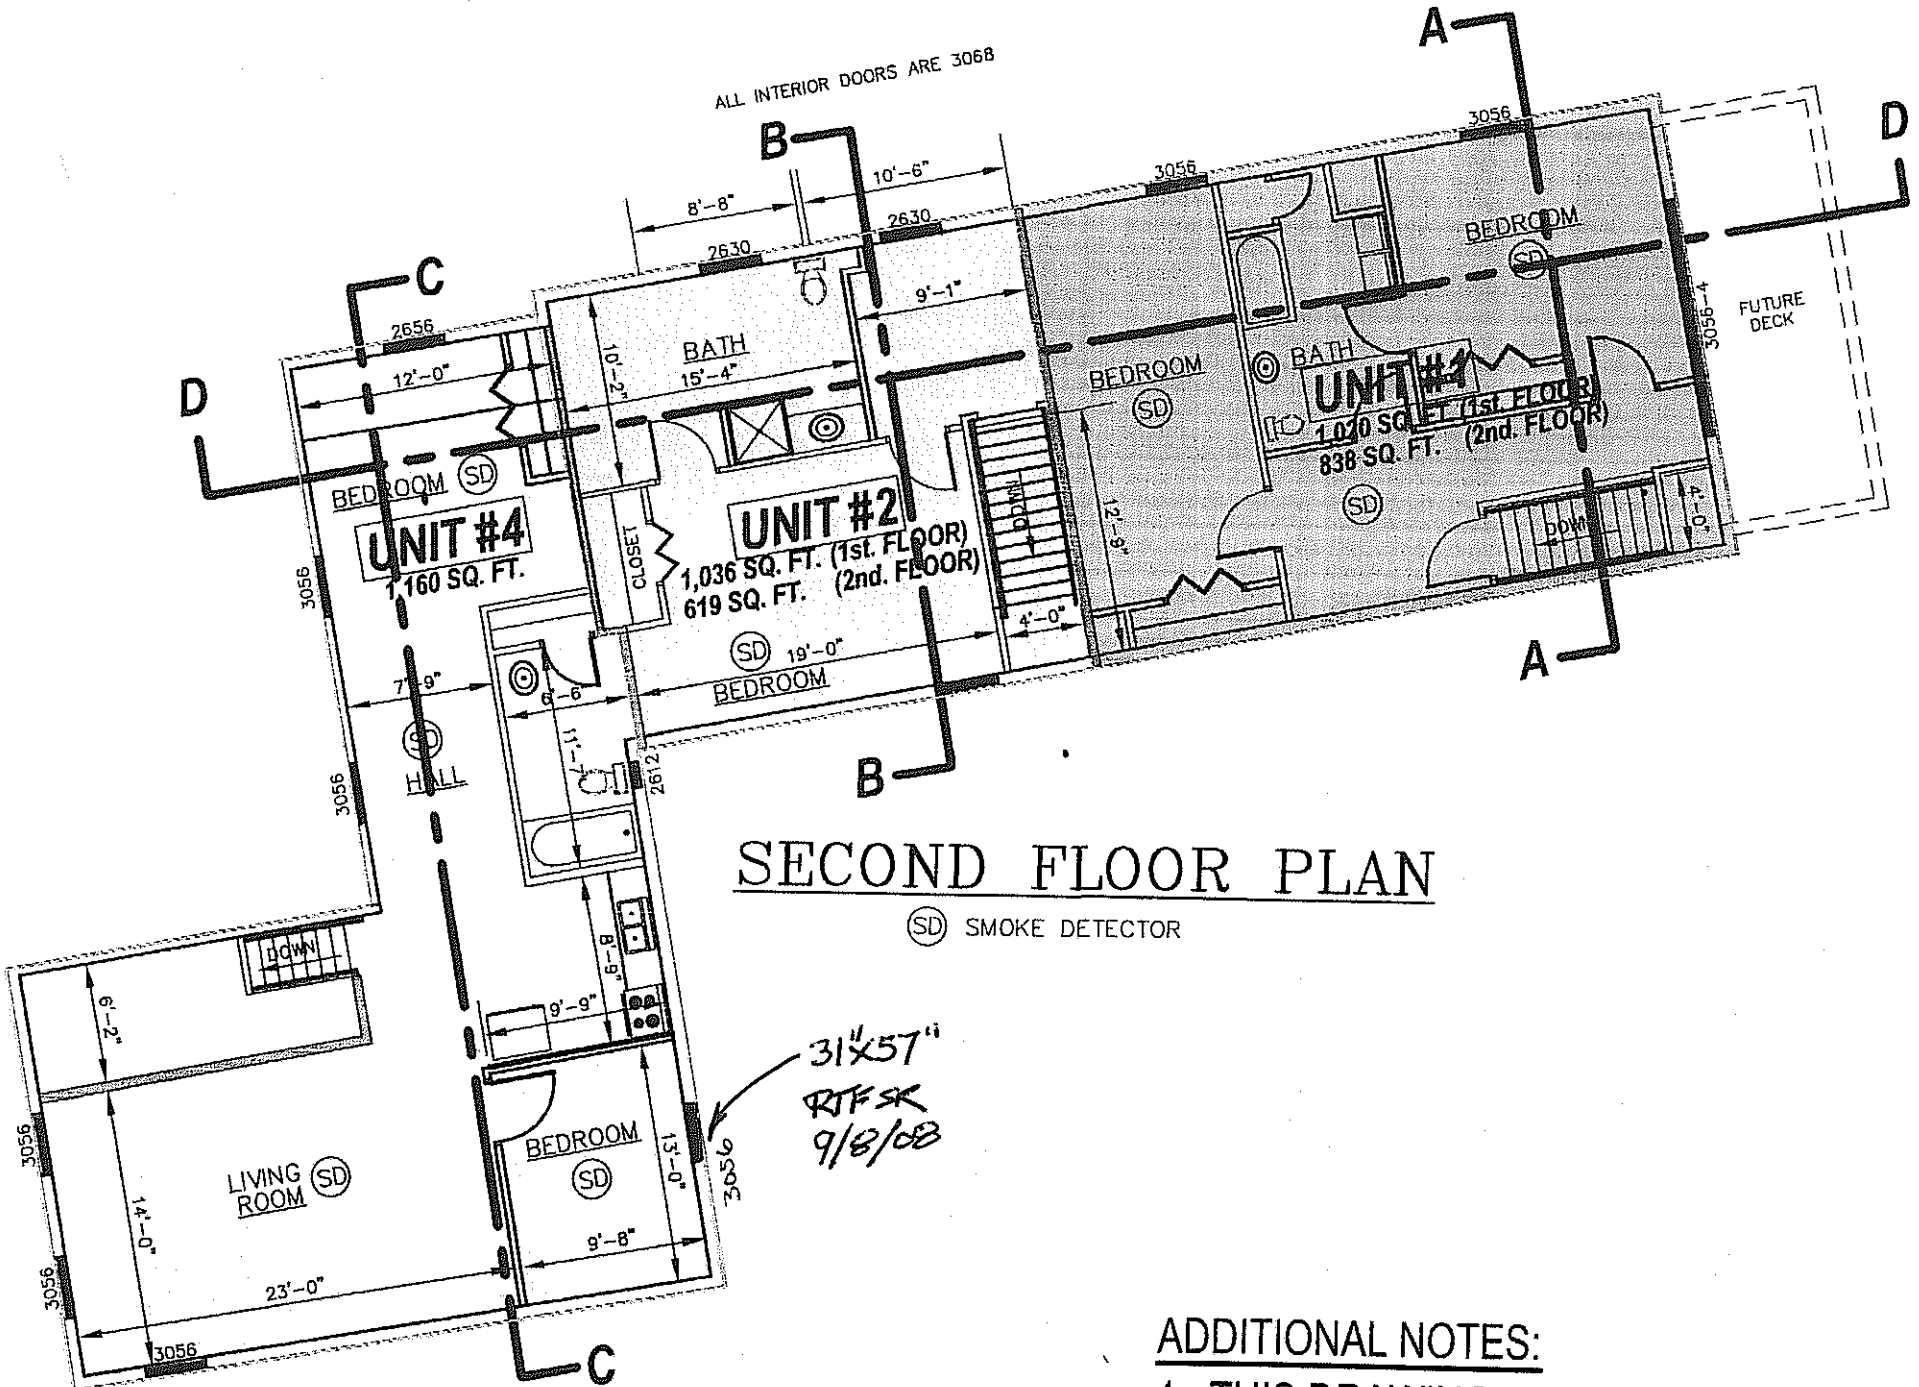 ALL INTERIOR DOORS ARE 3068
A
B
D
C
8'-8"
10'-6"
3056
3056
2630
2630
2656
12'-0"
10'-2"
BATH
15'-4"
9'-1"
BEDROOM
SD
3056-4
FUTURE
DECK
D
BEDROOM
SD
BATH
UNIT #1
1,020 SQ. FT. (1st. FLOOR)
838 SQ. FT. (2nd. FLOOR)
SD
BEDROOM
SD
UNIT #4
1,160 SQ. FT.
CLOSET
UNIT #2
1,036 SQ. FT. (1st. FLOOR)
619 SQ. FT. (2nd. FLOOR)
DOWN
12'-9"
DOWN
4'-0"
3056
SD
19'-0"
BEDROOM
4'-0"
A
7'-9"
6'-6"
11'-7"
SD
HALL
3056
2612
B
SECOND FLOOR PLAN
SD SMOKE DETECTOR
DOWN
6'-2"
8'-9"
9'-9"
31"X57"
9/8/08
3056
BEDROOM
SD
13'-0"
3056
LIVING
ROOM
SD
14'-0"
9'-8"
23'-0"
3056
3056
C
ADDITIONAL NOTES: